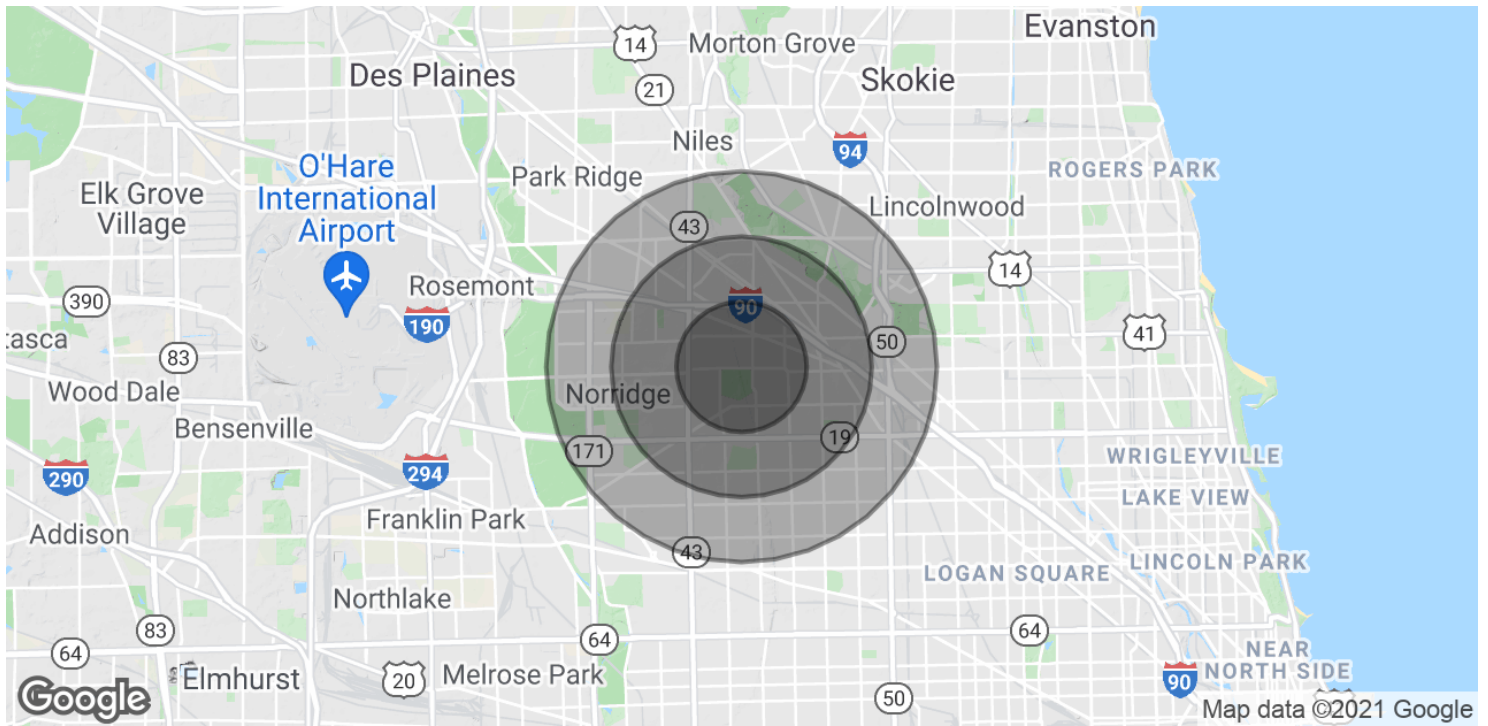 Evanston
14
Morton Grove
Des Plaines
Skokie
21
Niles
94
O'Hare
International
Airport
ROGERS PARK
Park Ridge
Elk Grove
Village
Lincolnwood
43
14
Rosemont
390
90
190
41
50
83
Wood Dale
Norridge
Bensenville
19
171
WRIGLEYVILLE
290
294
LAKE VIEW
Franklin Park
Addison
43
LINCOLN PARK
LOGAN SQUARE
Northlake
83
64
64
64
NEAR
NORTH SIDE
Elmhurst
20
Melrose Park
90
50
Google
Map data ©2021 Google